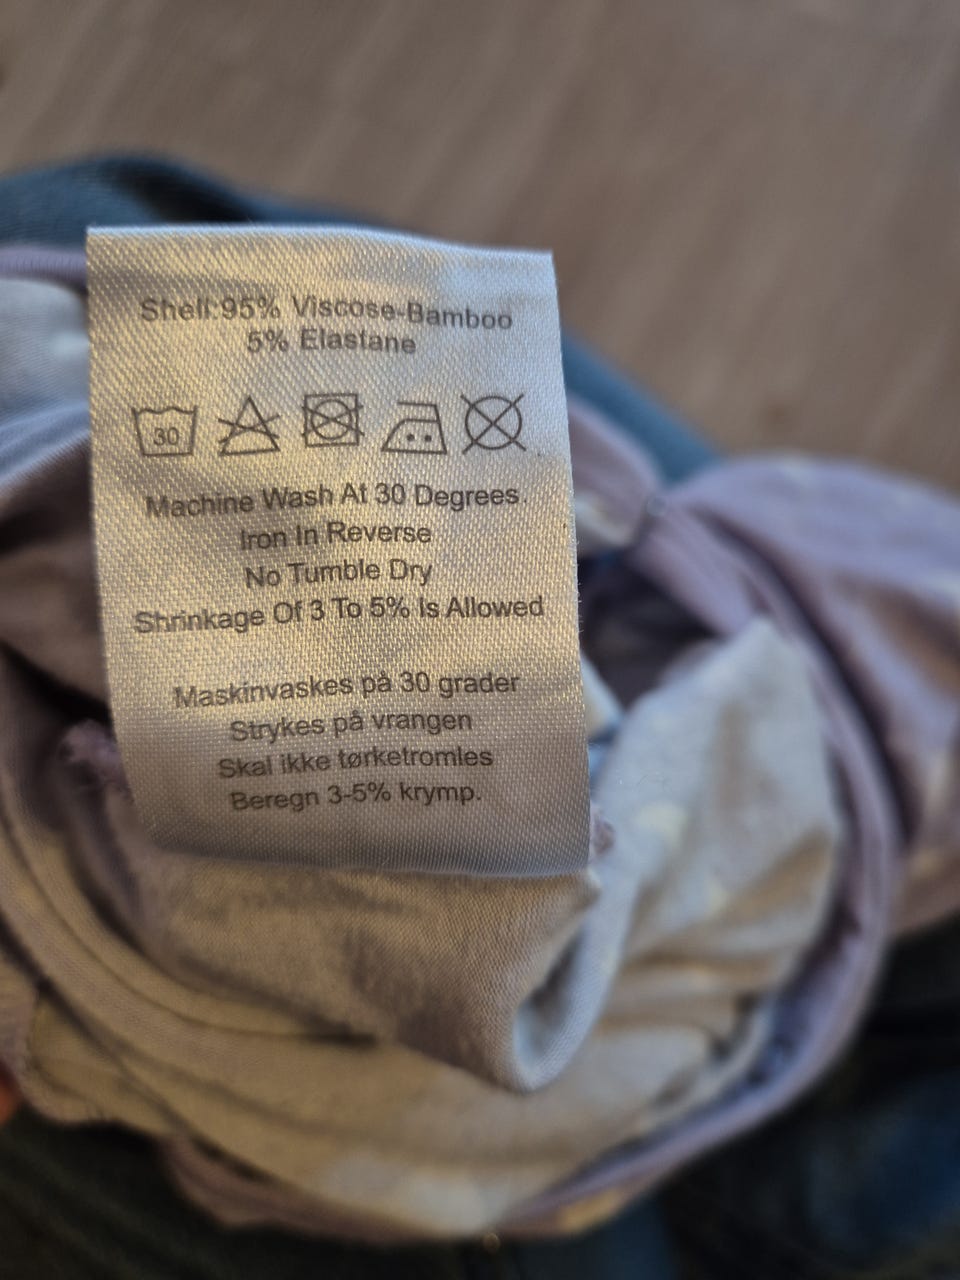 Shell:95% Viscose-Bamboo
5% Elastane
30
Machine Wash At 30 Degrees.
Iron In Reverse
No Tumble Dry
Shrinkage Of 3 To 5% Is Allowed
Maskinvaskes på 30 grader
Strykes på vrangen
Skal ikke tørketromles
Beregn 3-5% krymp.